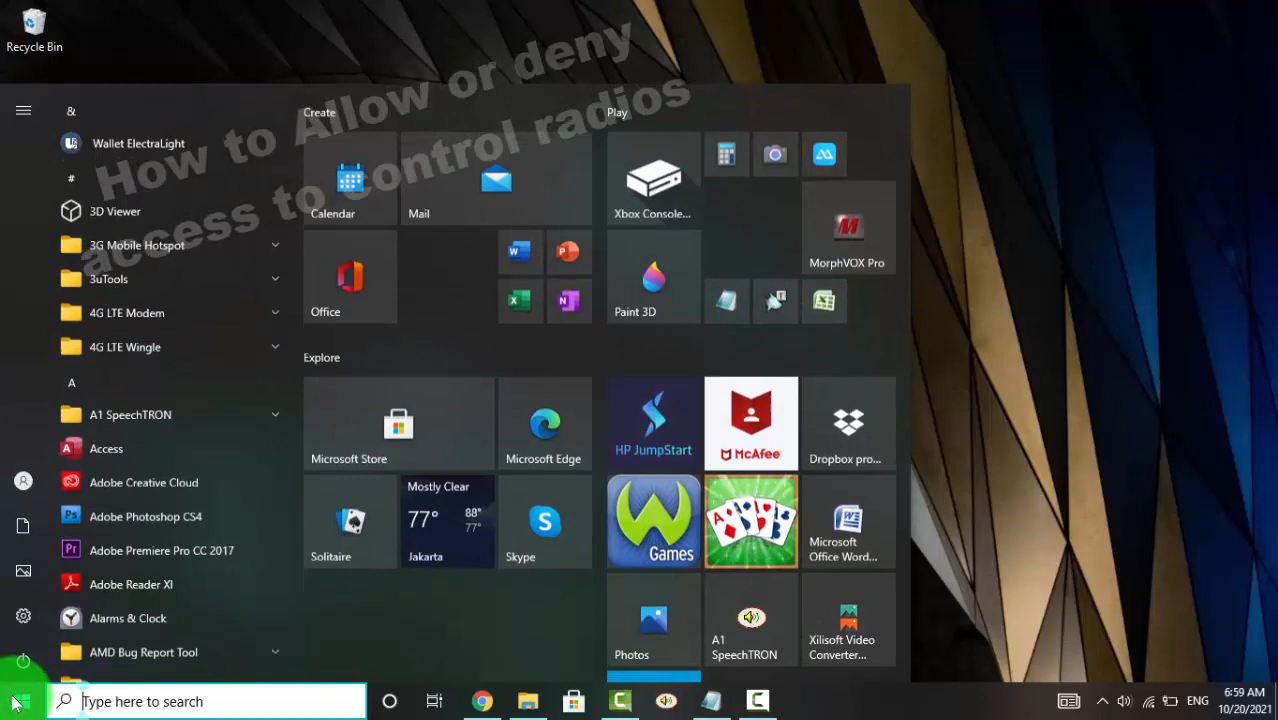 Recycle Bin
How to Allow or deny
access to control radios
&
Wallet ElectraLight
#
3D Viewer
3G Mobile Hotspot
3uTools
4G LTE Modem
4G LTE Wingle
A
A1 SpeechTRON
Access
Adobe Creative Cloud
Adobe Photoshop CS4
Adobe Premiere Pro CC 2017
Adobe Reader XI
Alarms & Clock
AMD Bug Report Tool
Create
Calendar
Mail
Office
Explore
Microsoft Store
Microsoft Edge
Solitaire
Mostly Clear
77° 88°
77°
Jakarta
Skype
Play
Xbox Console...
MorphVOX Pro
Paint 3D
HP JumpStart
McAfee
Dropbox pro...
Games
Microsoft
Office Word...
Photos
A1
SpeechTRON
Xilisoft Video
Converter...
Type here to search
ENG
6:59 AM
10/20/2021